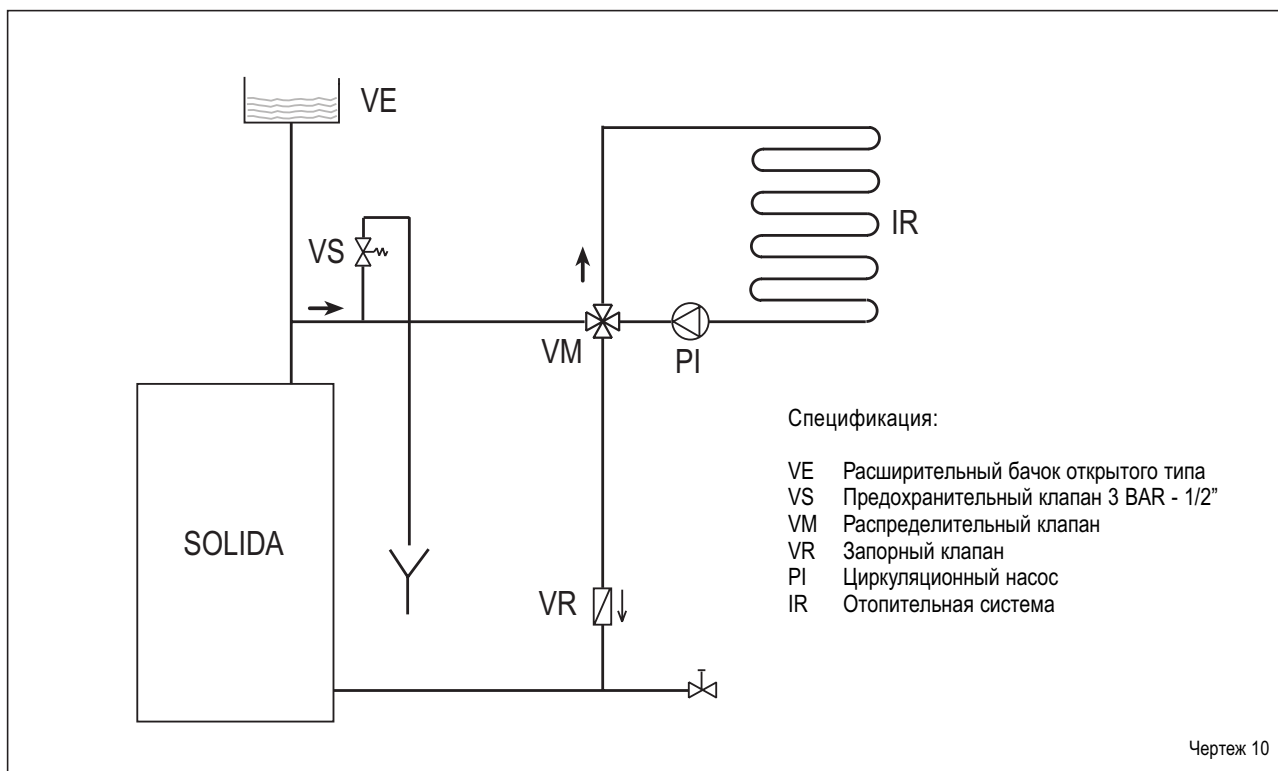 VE
VS
IR
VM
PI
SOLIDA
VR
Спецификация:
VE Расширительный бачок открытого типа
VS Предохранительный клапан 3 BAR - 1/2”
VM Распределительный клапан
VR Запорный клапан
PI Циркуляционный насос
IR Отопительная система
Чертеж 10